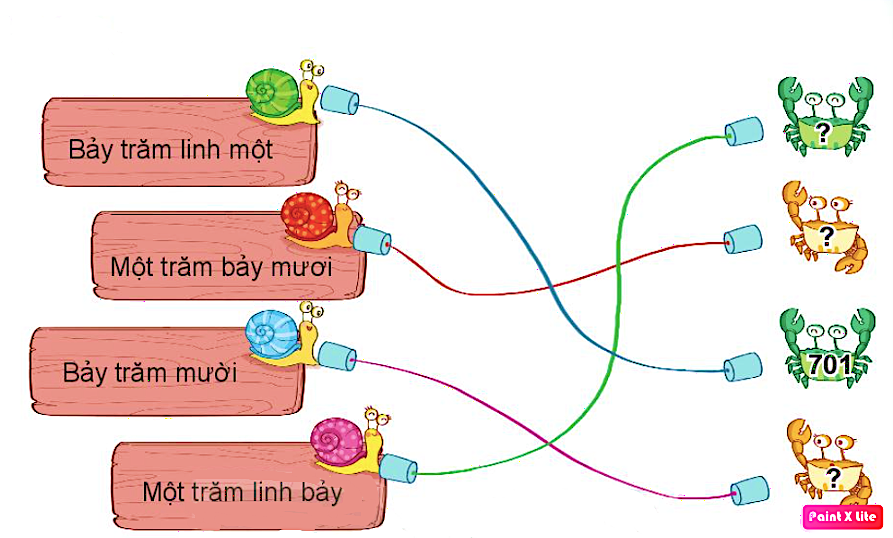 Bảy trăm linh một
?
Một trăm bảy mươi
?
Bảy trăm mười
701
Một trăm linh bảy
?
Paint X Lite